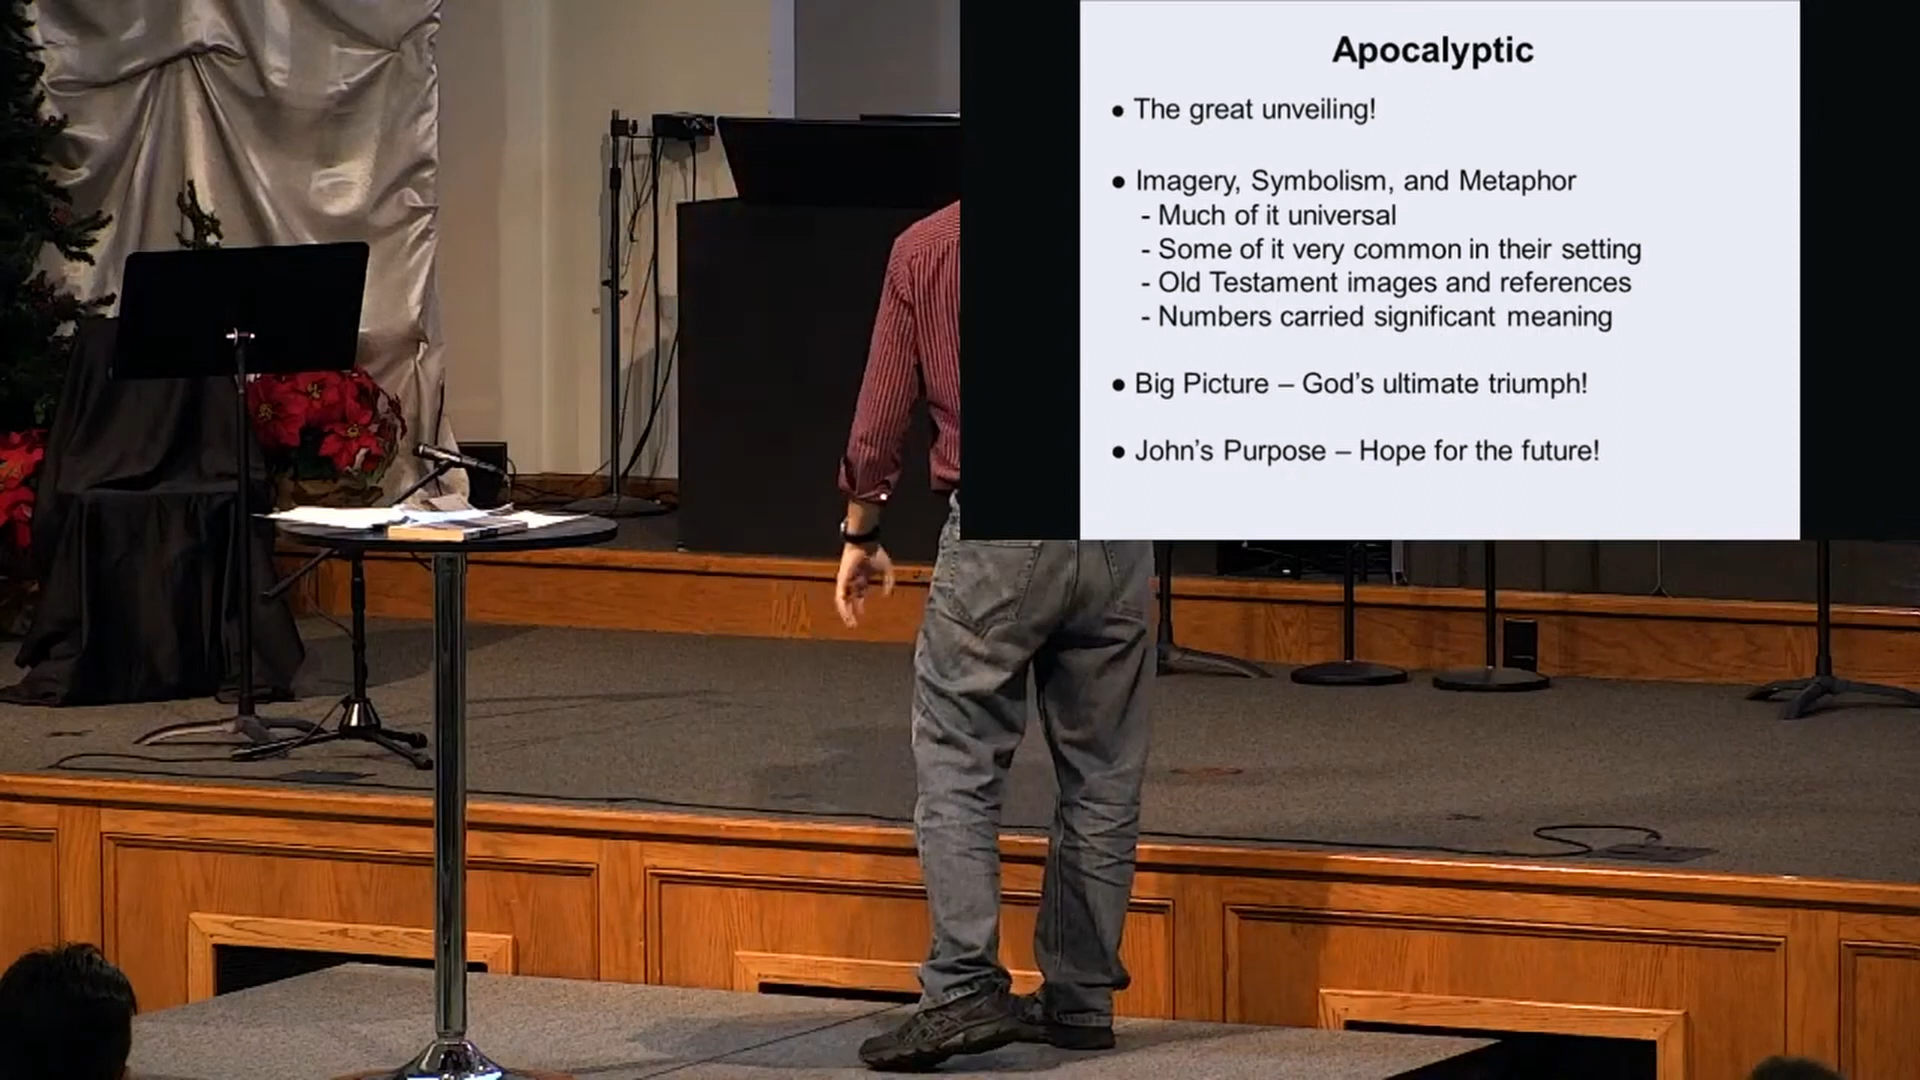 Apocalyptic
● The great unveiling!
● Imagery, Symbolism, and Metaphor
- Much of it universal
- Some of it very common in their setting
- Old Testament images and references
- Numbers carried significant meaning
● Big Picture – God’s ultimate triumph!
● John’s Purpose – Hope for the future!